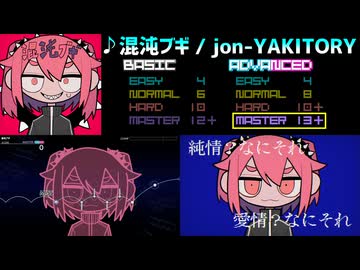 ♪混沌ブギ / jon-YAKITORY
混沌ブギ
BASIC
ADVANCED
EASY 4
EASY 4
NORMAL 6
NORMAL 8
HARD 10
HARD 10+
MASTER 12+
MASTER 13+
純情?なにそれ
愛情?なにそれ